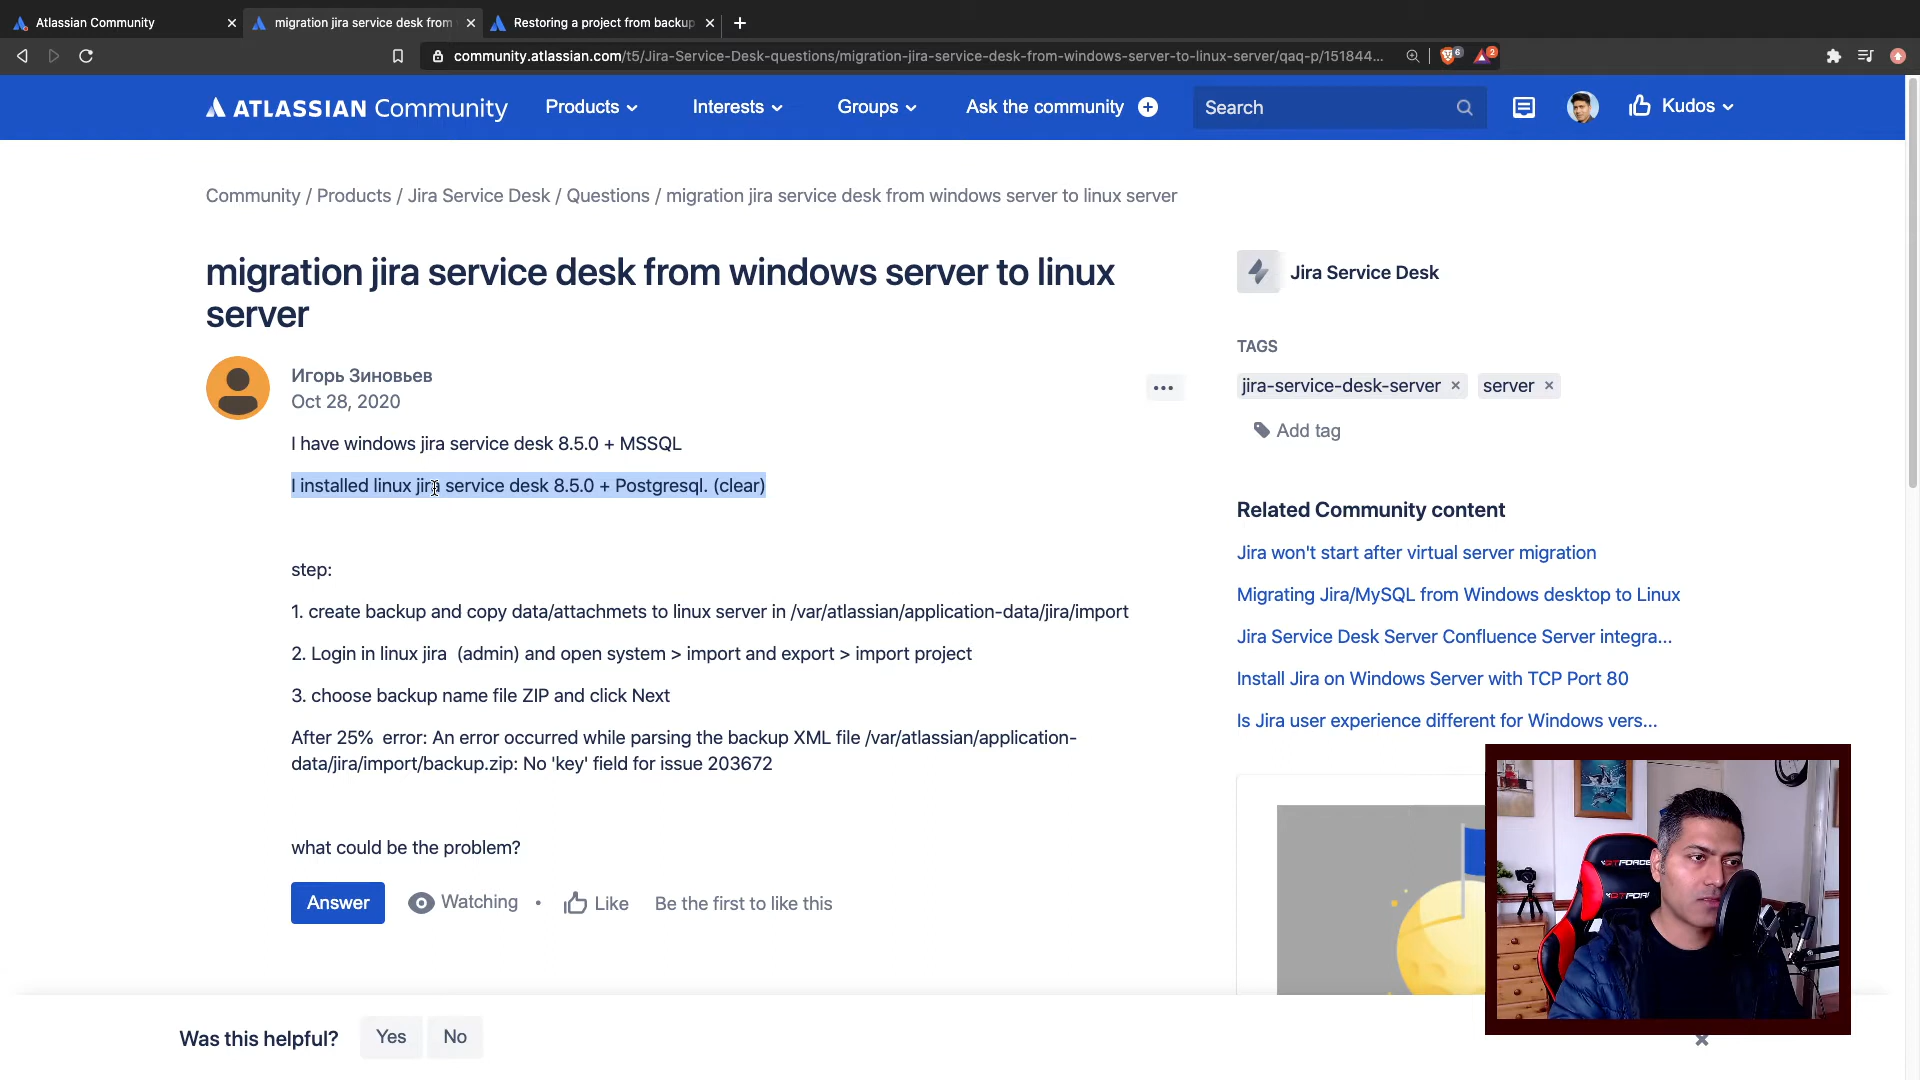 Atlassian Community
migration jira service desk from
Restoring a project from backup
community.atlassian.com/t5/Jira-Service-Desk-questions/migration-jira-service-desk-from-windows-server-to-linux-server/qaq-p/151844...
6
2
ATLASSIAN Community
Products
Interests
Groups
Ask the community
Search
Kudos
Community / Products / Jira Service Desk / Questions / migration jira service desk from windows server to linux server
migration jira service desk from windows server to linux
server
Игорь Зиновьев
Oct 28, 2020
I have windows jira service desk 8.5.0 + MSSQL
I installed linux jira service desk 8.5.0 + Postgresql. (clear)
step:
1. create backup and copy data/attachmets to linux server in /var/atlassian/application-data/jira/import
2. Login in linux jira (admin) and open system > import and export > import project
3. choose backup name file ZIP and click Next
After 25% error: An error occurred while parsing the backup XML file /var/atlassian/application-
data/jira/import/backup.zip: No 'key' field for issue 203672
what could be the problem?
Answer
Watching
•
Like
Be the first to like this
Jira Service Desk
TAGS
jira-service-desk-server ×
server ×
Add tag
Related Community content
Jira won't start after virtual server migration
Migrating Jira/MySQL from Windows desktop to Linux
Jira Service Desk Server Confluence Server integra...
Install Jira on Windows Server with TCP Port 80
Is Jira user experience different for Windows vers...
Was this helpful?
Yes
No